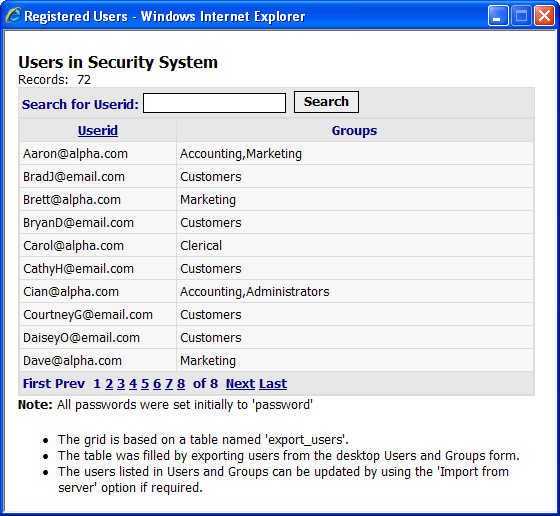 Registered Users - Windows Internet Explorer
Users in Security System
Records: 72
Search for Userid: Search
Userid Groups
Aaron@alpha.com Accounting,Marketing
BradJ@email.com Customers
Brett@alpha.com Marketing
BryanD@email.com Customers
Carol@alpha.com Clerical
CathyH@email.com Customers
Cian@alpha.com Accounting,Administrators
CourtneyG@email.com Customers
DaiseyO@email.com Customers
Dave@alpha.com Marketing
First Prev 1 2 3 4 5 6 7 8 of 8 Next Last
Note: All passwords were set initially to 'password'
• The grid is based on a table named 'export_users'.
• The table was filled by exporting users from the desktop Users and Groups form.
• The users listed in Users and Groups can be updated by using the 'Import from
server' option if required.